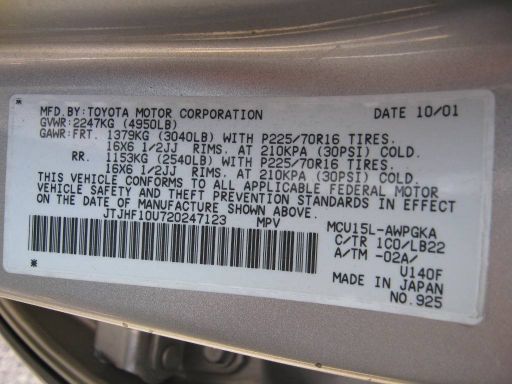 MFD.BY:TOYOTA MOTOR CORPORATION DATE 10/01
GVWR:2247KG (4950LB)
GAWR:FRT. 1379KG (3040LB) WITH P225/70R16 TIRES.
16X6 1/2JJ RIMS. AT 210KPA (30PSI) COLD.
RR. 1153KG (2540LB) WITH P225/70R16 TIRES.
16X6 1/2JJ RIMS. AT 210KPA (30PSI) COLD.
THIS VEHICLE CONFORMS TO ALL APPLICABLE FEDERAL MOTOR
VEHICLE SAFETY AND THEFT PREVENTION STANDARDS IN EFFECT
ON THE DATE OF MANUFACTURE SHOWN ABOVE.
JTJHF10U720247123 MPV
MCU15L-AWPGKA
C/TR 1C0/LB22
A/TM -02A/
U140F
MADE IN JAPAN
NO.925